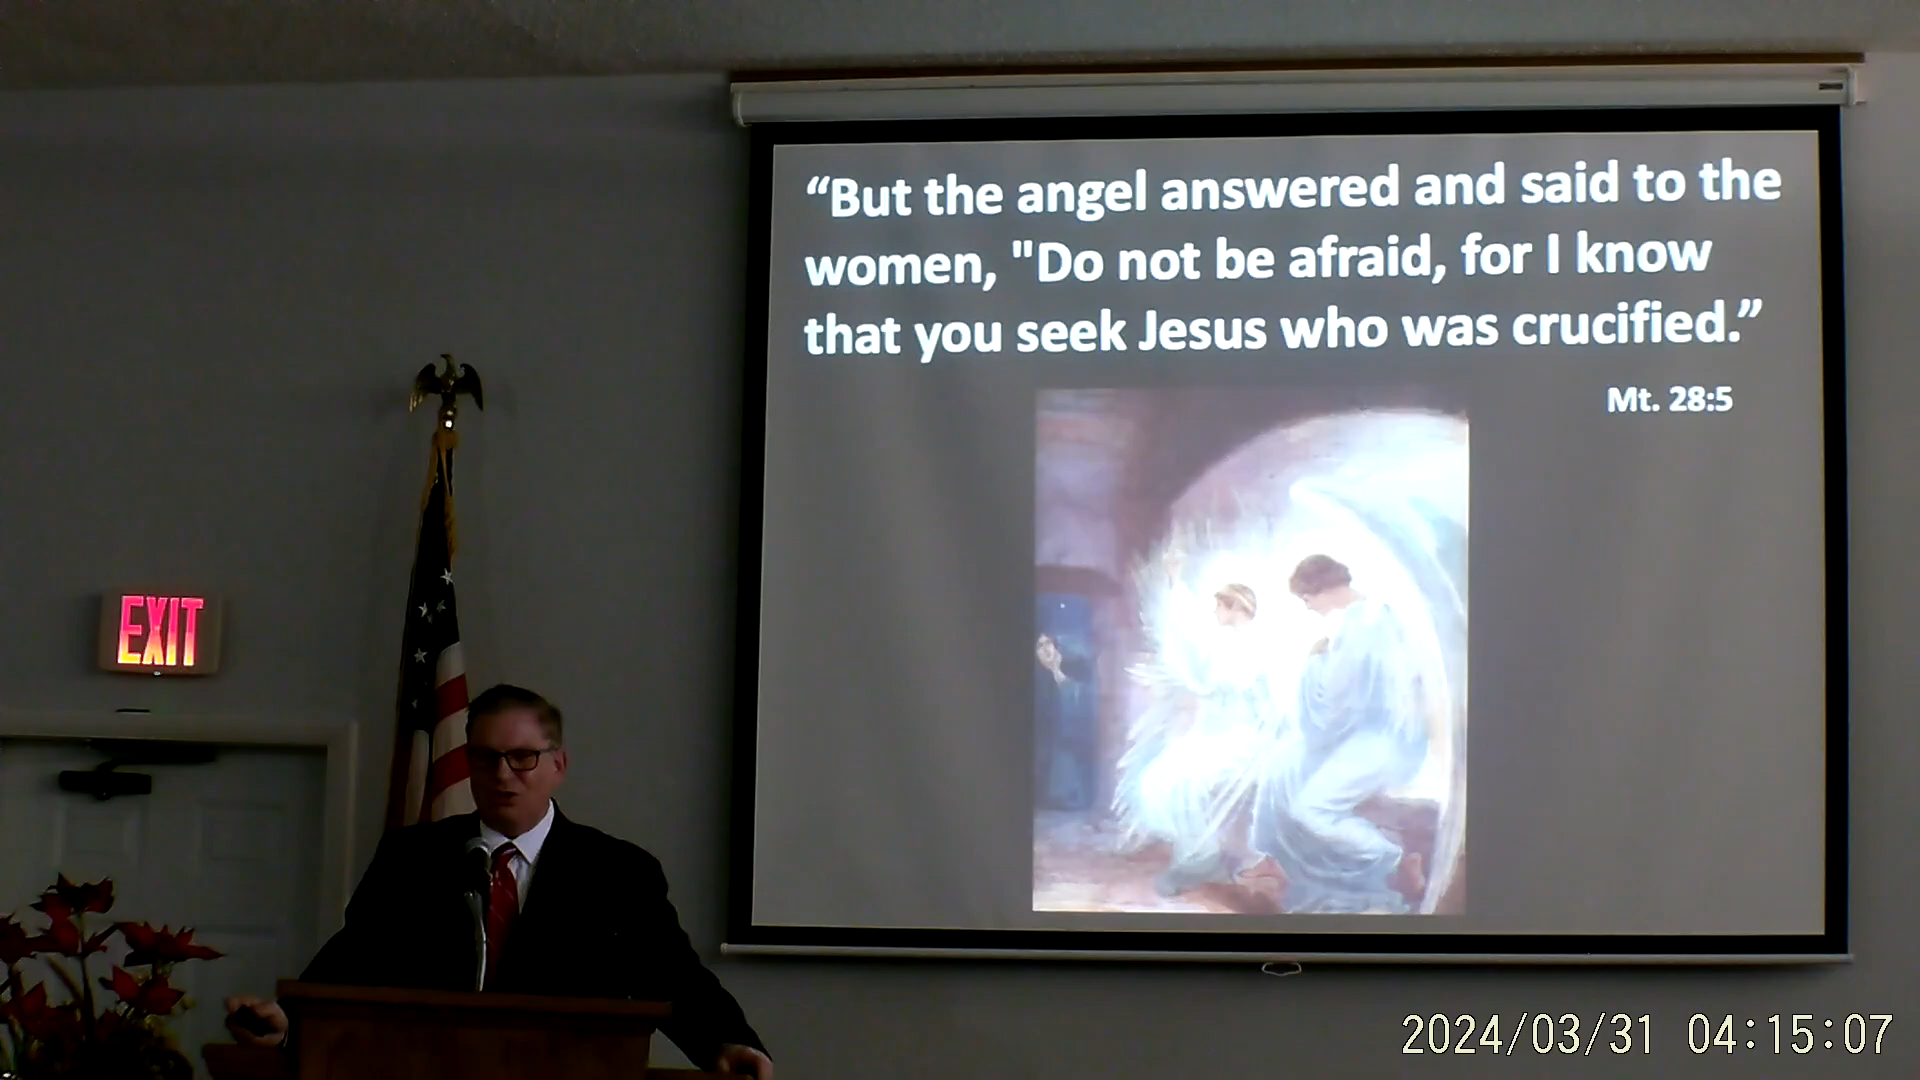 “But the angel answered and said to the
women, "Do not be afraid, for I know
that you seek Jesus who was crucified.”
Mt. 28:5
EXIT
2024/03/31 04:15:07